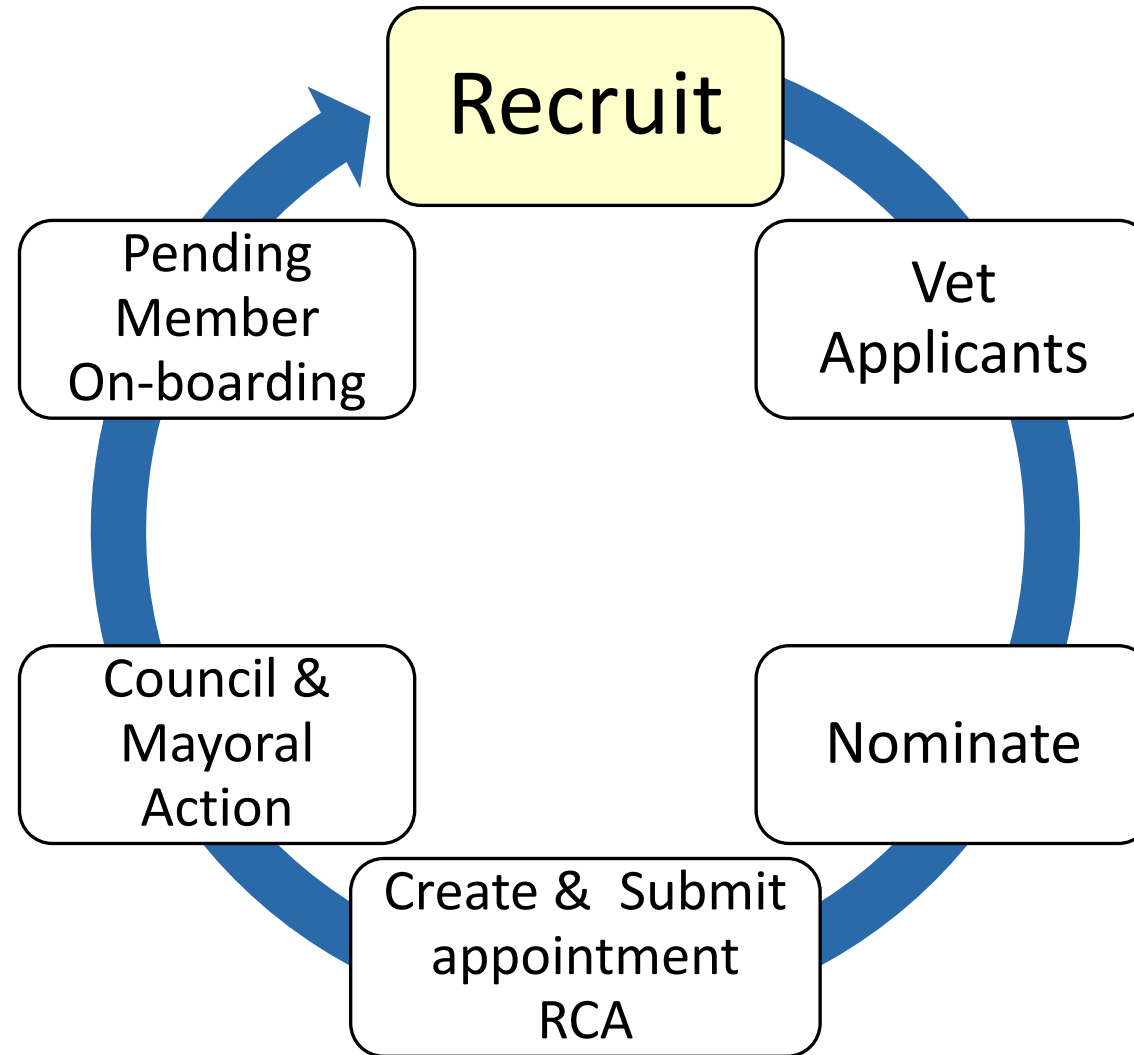 Recruit
Vet
Applicants
Nominate
Create &  Submit
appointment
RCA
Council &
Mayoral
Action
Pending
Member
On-boarding